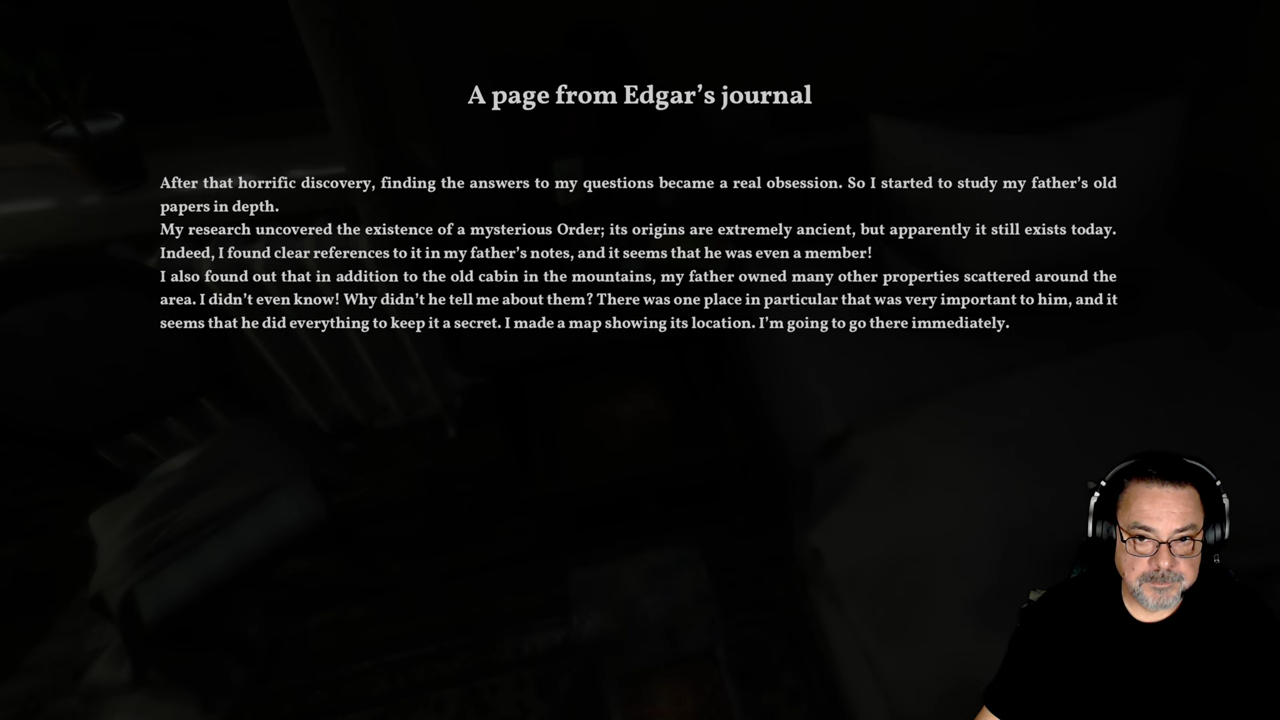 A page from Edgar’s journal
After that horrific discovery, finding the answers to my questions became a real obsession. So I started to study my father’s old
papers in depth.
My research uncovered the existence of a mysterious Order; its origins are extremely ancient, but apparently it still exists today.
Indeed, I found clear references to it in my father’s notes, and it seems that he was even a member!
I also found out that in addition to the old cabin in the mountains, my father owned many other properties scattered around the
area. I didn’t even know! Why didn’t he tell me about them? There was one place in particular that was very important to him, and it
seems that he did everything to keep it a secret. I made a map showing its location. I’m going to go there immediately.